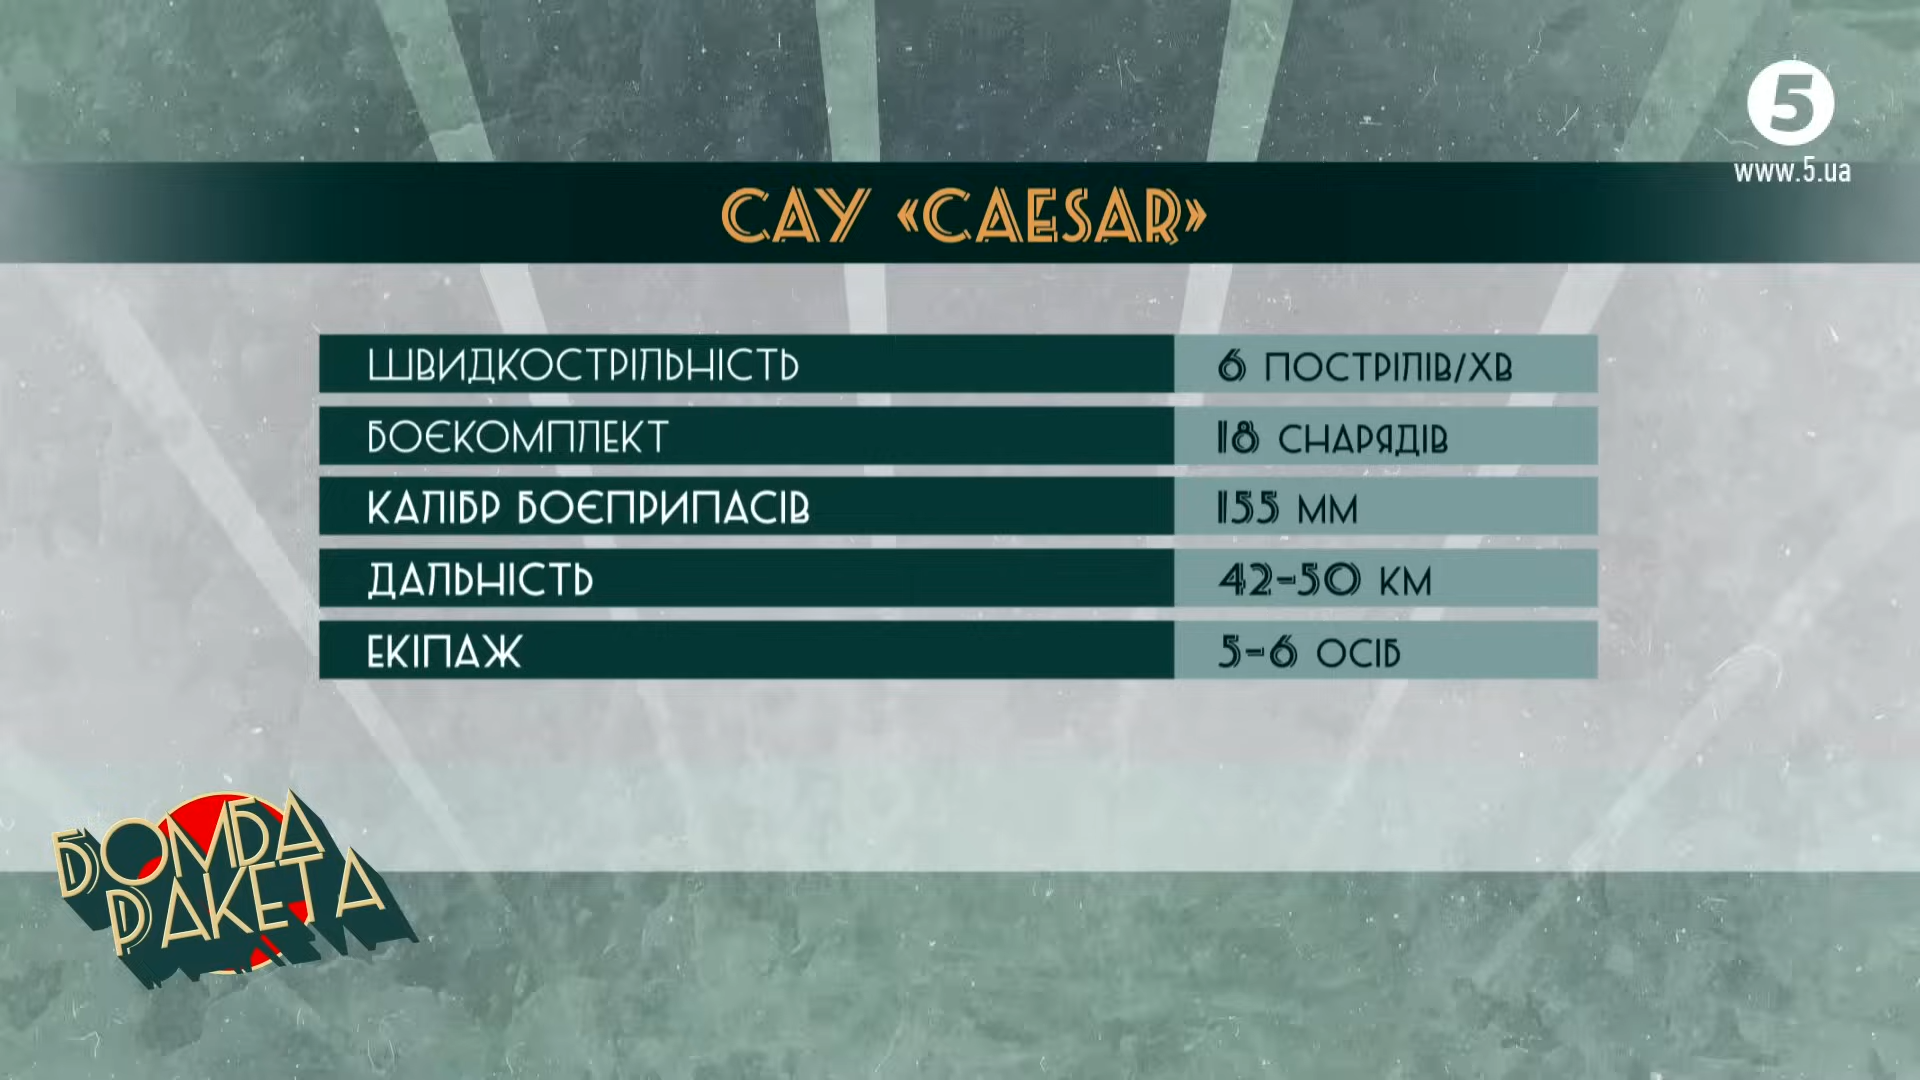 5
www.5.ua
САУ «CAESAR»
ШВИДКОСТРІЛЬНІСТЬ 6 ПОСТРІЛІВ/ХВ
БОЄКОМПЛЕКТ 18 СНАРЯДІВ
КАЛІБР БОЄПРИПАСІВ 155 ММ
ДАЛЬНІСТЬ 42-50 КМ
ЕКІПАЖ 5-6 ОСІБ
БОМБА
РАКЕТА